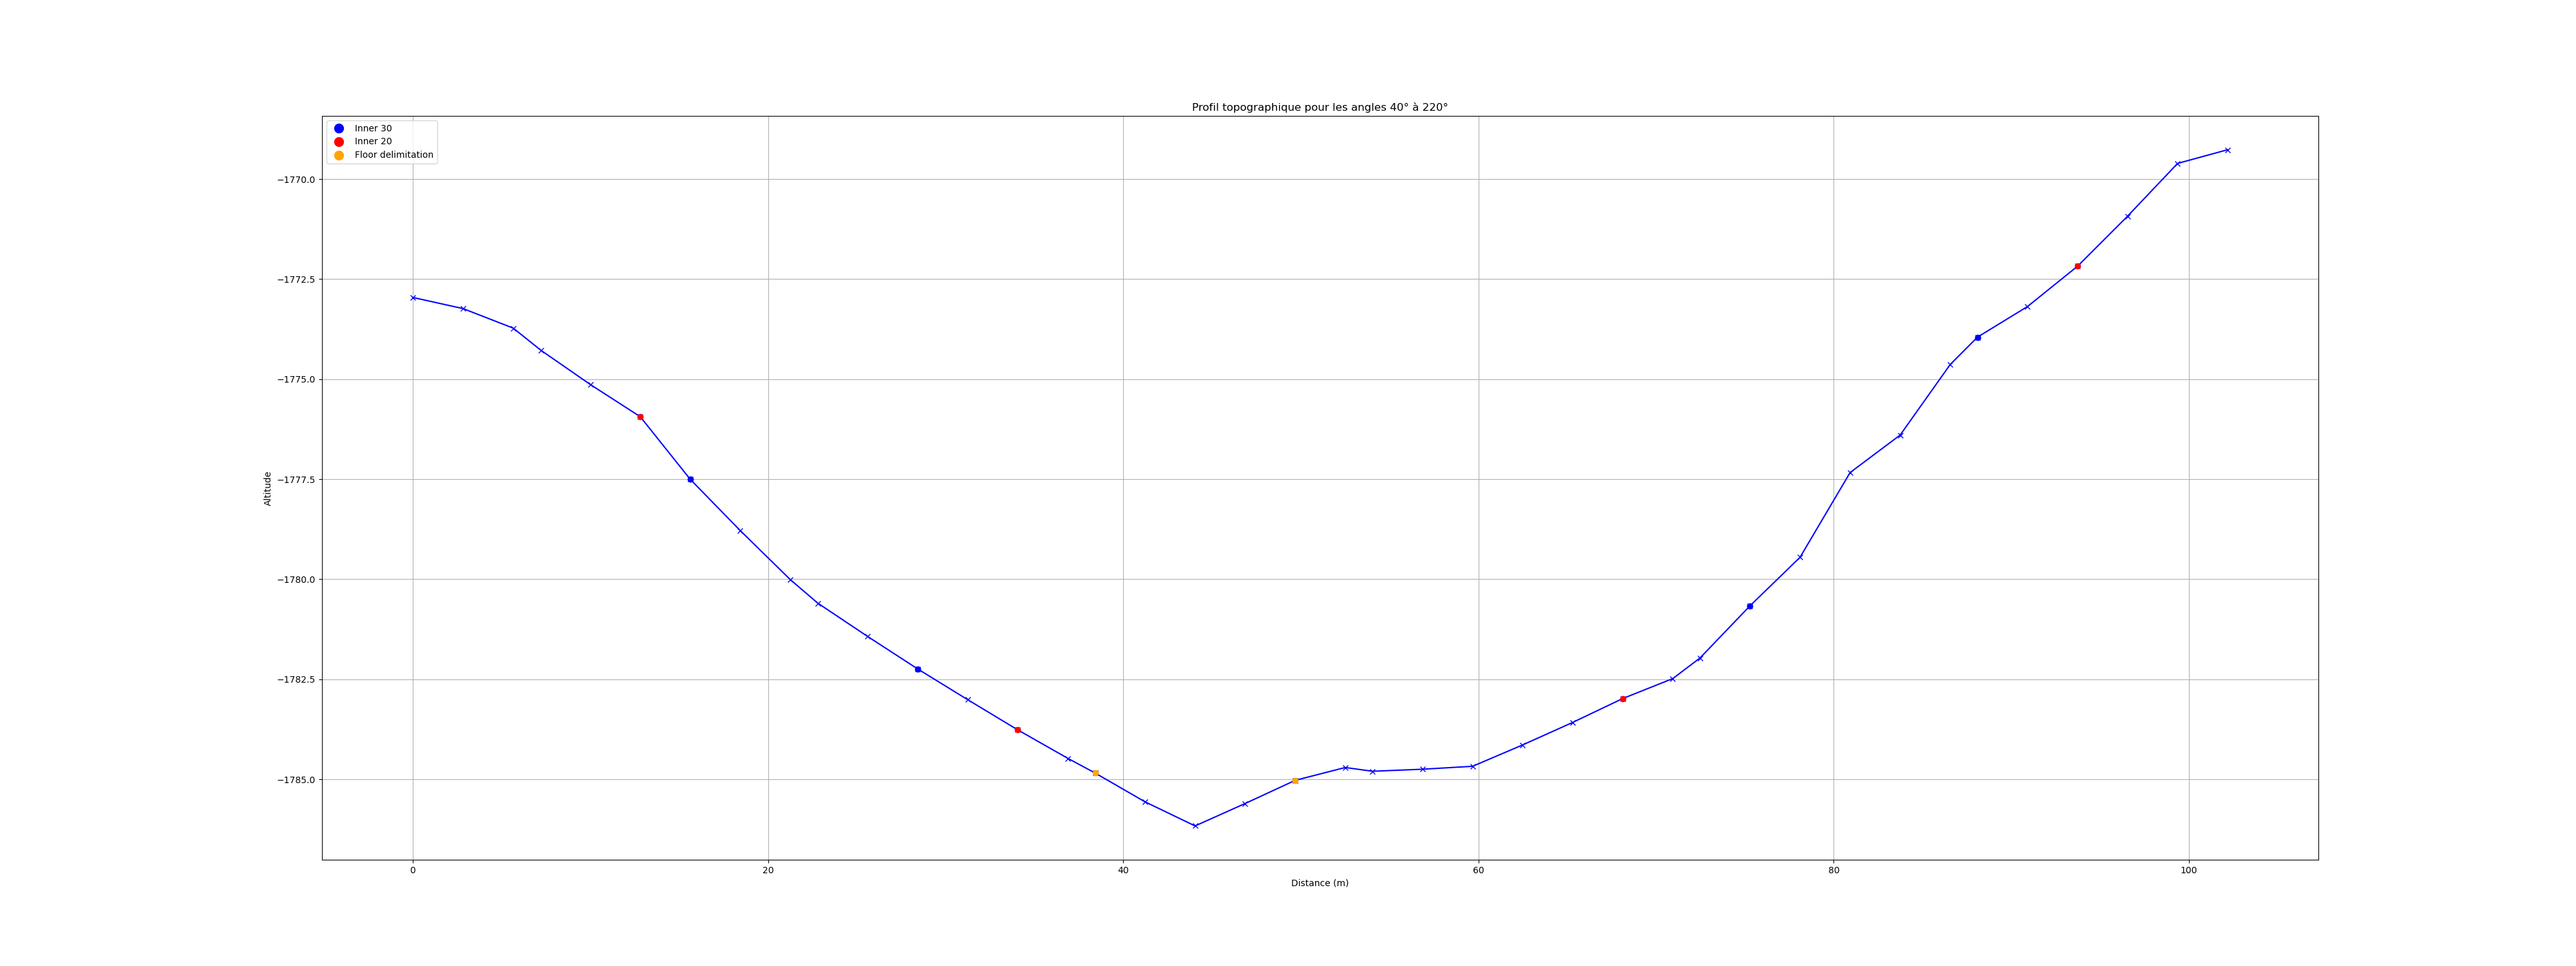 Profil topographique pour les angles 40° à 220°
Inner 30
Inner 20
Floor delimitation
Altitude
−1770.0
−1772.5
−1775.0
−1777.5
−1780.0
−1782.5
−1785.0
0
20
40
60
80
100
Distance (m)